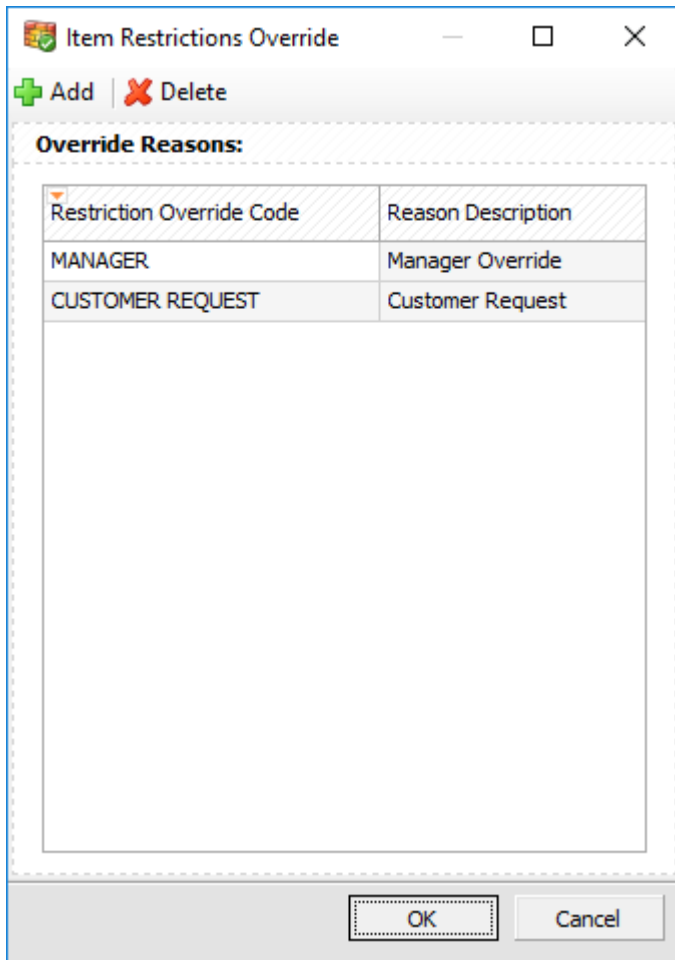 Item Restrictions Override
Add Delete
Override Reasons:
Restriction Override Code Reason Description
MANAGER Manager Override
CUSTOMER REQUEST Customer Request
OK Cancel